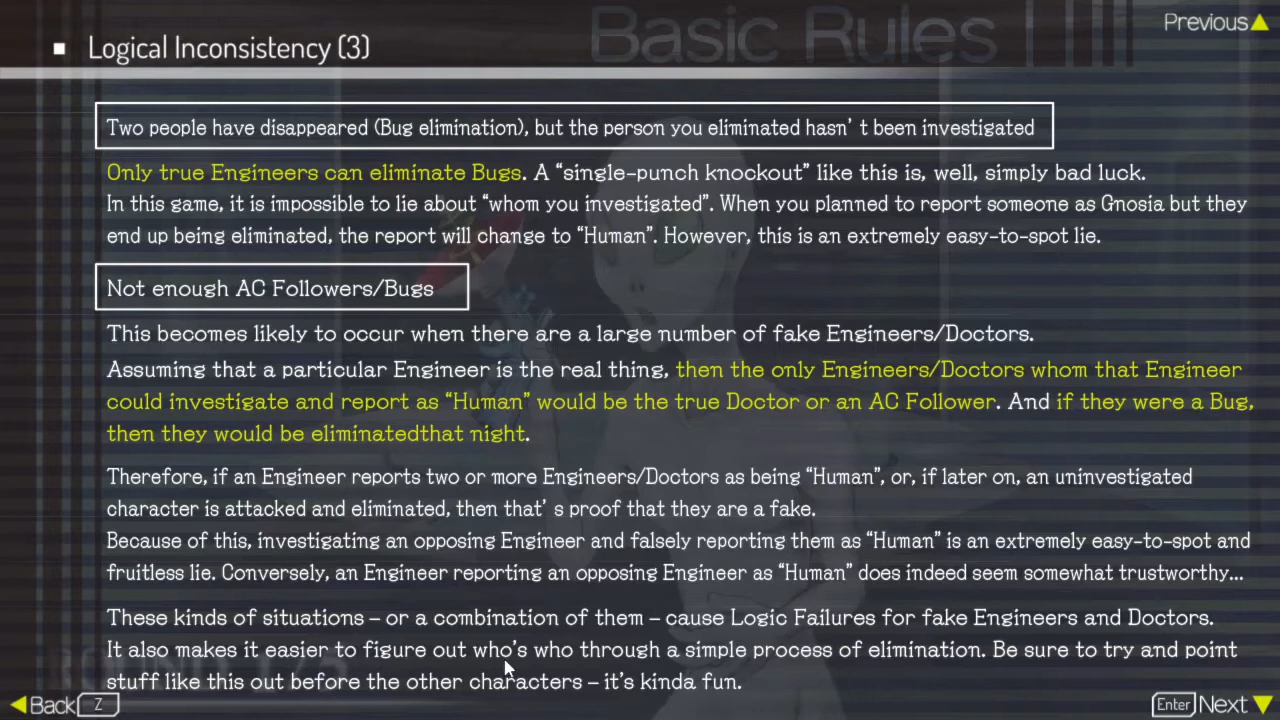 Basic Rules
Previous
Logical Inconsistency (3)
Two people have disappeared (Bug elimination), but the person you eliminated hasn't been investigated
Only true Engineers can eliminate Bugs. A "single-punch knockout" like this is, well, simply bad luck.
In this game, it is impossible to lie about "whom you investigated". When you planned to report someone as Gnosia but they
end up being eliminated, the report will change to "Human". However, this is an extremely easy-to-spot lie.
Not enough AC Followers/Bugs
This becomes likely to occur when there are a large number of fake Engineers/Doctors.
Assuming that a particular Engineer is the real thing, then the only Engineers/Doctors whom that Engineer
could investigate and report as "Human" would be the true Doctor or an AC Follower. And if they were a Bug,
then they would be eliminatedthat night.
Therefore, if an Engineer reports two or more Engineers/Doctors as being "Human", or, if later on, an uninvestigated
character is attacked and eliminated, then that's proof that they are a fake.
Because of this, investigating an opposing Engineer and falsely reporting them as "Human" is an extremely easy-to-spot and
fruitless lie. Conversely, an Engineer reporting an opposing Engineer as "Human" does indeed seem somewhat trustworthy...
These kinds of situations – or a combination of them – cause Logic Failures for fake Engineers and Doctors.
It also makes it easier to figure out who's who through a simple process of elimination. Be sure to try and point
stuff like this out before the other characters – it's kinda fun.
Back Z
Enter Next